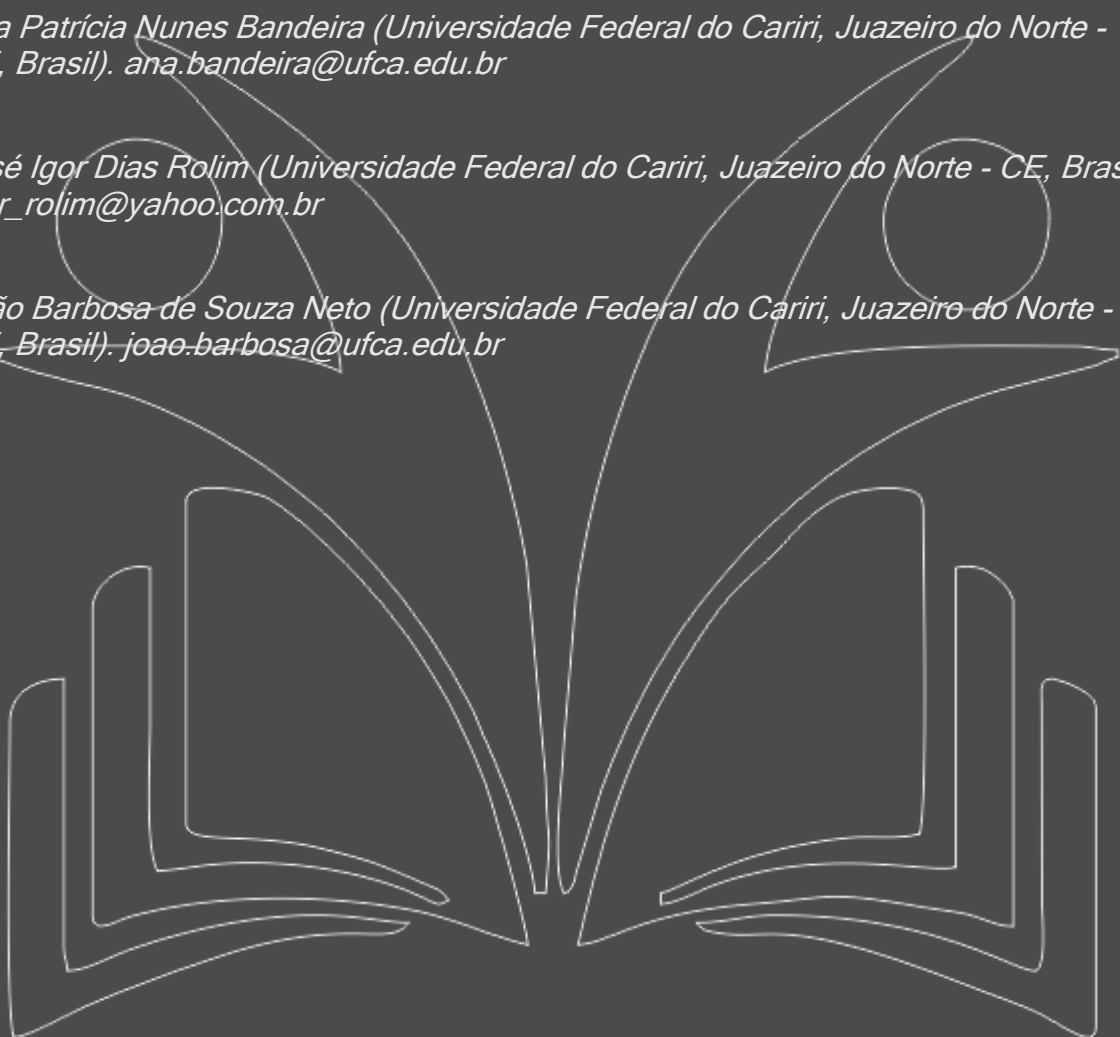 a Patrícia Nunes Bandeira (Universidade Federal do Cariri, Juazeiro do Norte -
, Brasil). ana.bandeira@ufca.edu.br
sé Igor Dias Rolim (Universidade Federal do Cariri, Juazeiro do Norte - CE, Bras
r_rolim@yahoo.com.br
ão Barbosa de Souza Neto (Universidade Federal do Cariri, Juazeiro do Norte -
, Brasil). joao.barbosa@ufca.edu.br